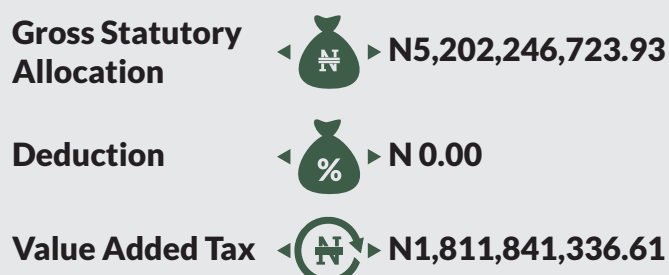 Gross Statutory
Allocation
₦
N5,202,246,723.93
Deduction
%
N 0.00
Value Added Tax
₦
N1,811,841,336.61